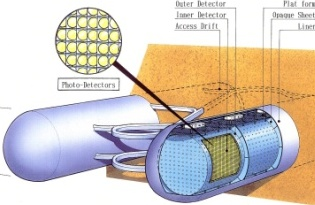 Outer Detector
Inner Detector
Access Drift
Plat form
Opaque Sheet
Liner
Photo-Detectors